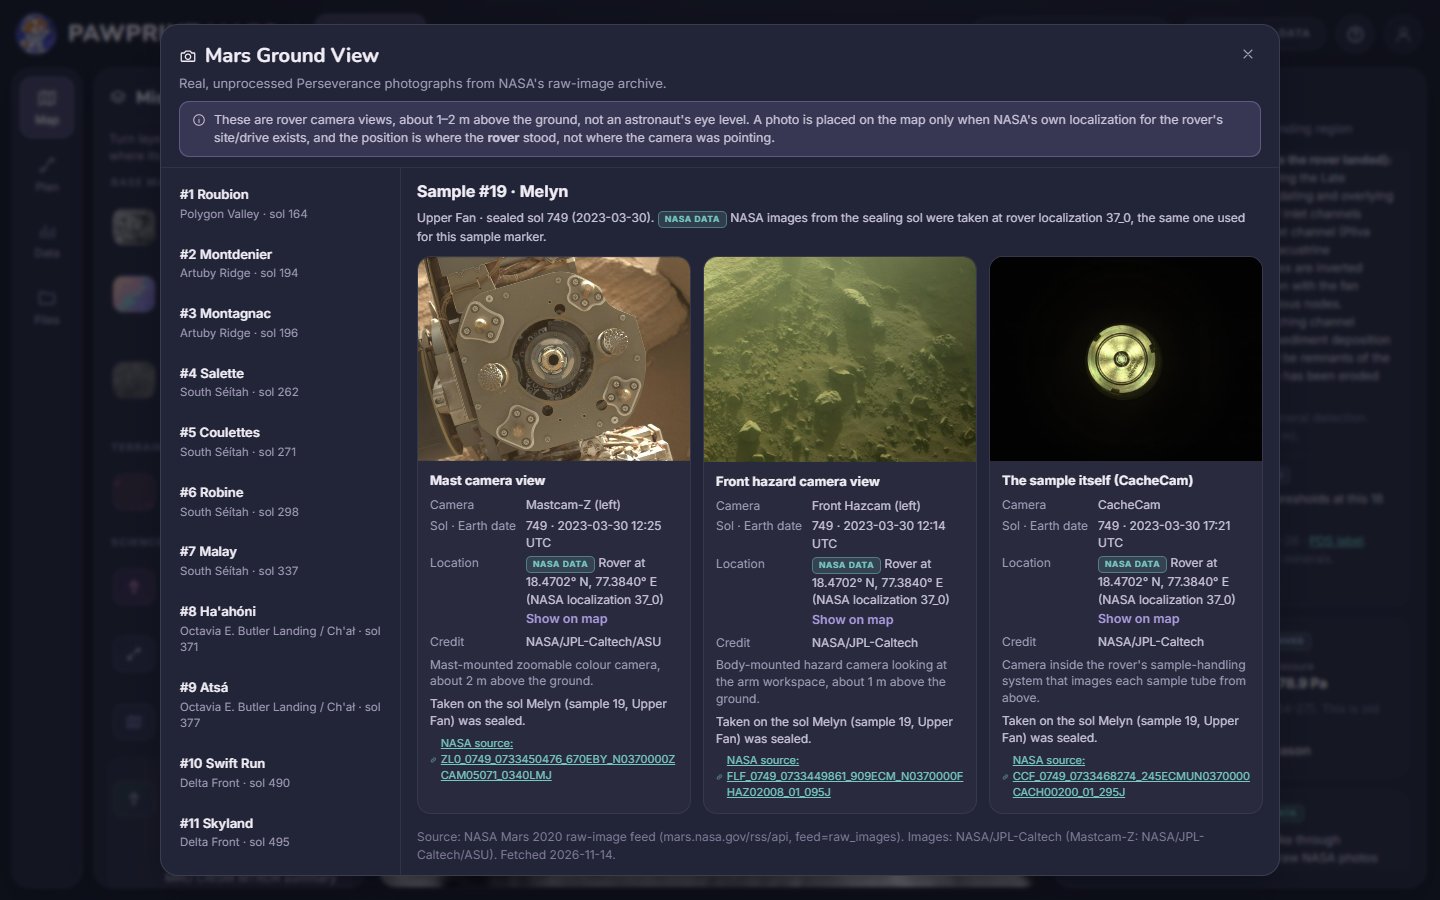 PAWPRI
Mars Ground View
Real, unprocessed Perseverance photographs from NASA's raw-image archive.
These are rover camera views, about 1–2 m above the ground, not an astronaut's eye level. A photo is placed on the map only when NASA's own localization for the rover's
site/drive exists, and the position is where the rover stood, not where the camera was pointing.
#1 Roubion
Polygon Valley · sol 164
#2 Montdenier
Artuby Ridge · sol 194
#3 Montagnac
Artuby Ridge · sol 196
#4 Salette
South Séítah · sol 262
#5 Coulettes
South Séítah · sol 271
#6 Robine
South Séítah · sol 298
#7 Malay
South Séítah · sol 337
#8 Ha'ahóni
Octavia E. Butler Landing / Ch'ał · sol
371
#9 Atsá
Octavia E. Butler Landing / Ch'ał · sol
377
#10 Swift Run
Delta Front · sol 490
#11 Skyland
Delta Front · sol 495
Sample #19 · Melyn
Upper Fan · sealed sol 749 (2023-03-30). NASA DATA NASA images from the sealing sol were taken at rover localization 37_0, the same one used
for this sample marker.
Mast camera view
Camera Mastcam-Z (left)
Sol · Earth date 749 · 2023-03-30 12:25
UTC
Location NASA DATA Rover at
18.4702° N, 77.3840° E
(NASA localization 37_0)
Show on map
Credit NASA/JPL-Caltech/ASU
Mast-mounted zoomable colour camera,
about 2 m above the ground.
Taken on the sol Melyn (sample 19, Upper
Fan) was sealed.
NASA source:
ZL0_0749_0733450476_670EBY_N0370000Z
CAM05071_0340LMJ
Front hazard camera view
Camera Front Hazcam (left)
Sol · Earth date 749 · 2023-03-30 12:14
UTC
Location NASA DATA Rover at
18.4702° N, 77.3840° E
(NASA localization 37_0)
Show on map
Credit NASA/JPL-Caltech
Body-mounted hazard camera looking at
the arm workspace, about 1 m above the
ground.
Taken on the sol Melyn (sample 19, Upper
Fan) was sealed.
NASA source:
FLF_0749_0733449861_909ECM_N0370000F
HAZ02008_01_095J
The sample itself (CacheCam)
Camera CacheCam
Sol · Earth date 749 · 2023-03-30 17:21
UTC
Location NASA DATA Rover at
18.4702° N, 77.3840° E
(NASA localization 37_0)
Show on map
Credit NASA/JPL-Caltech
Camera inside the rover's sample-handling
system that images each sample tube from
above.
Taken on the sol Melyn (sample 19, Upper
Fan) was sealed.
NASA source:
CCF_0749_0733468274_245ECMUN0370000
CACH00200_01_295J
Source: NASA Mars 2020 raw-image feed (mars.nasa.gov/rss/api, feed=raw_images). Images: NASA/JPL-Caltech (Mastcam-Z: NASA/JPL-
Caltech/ASU). Fetched 2026-11-14.